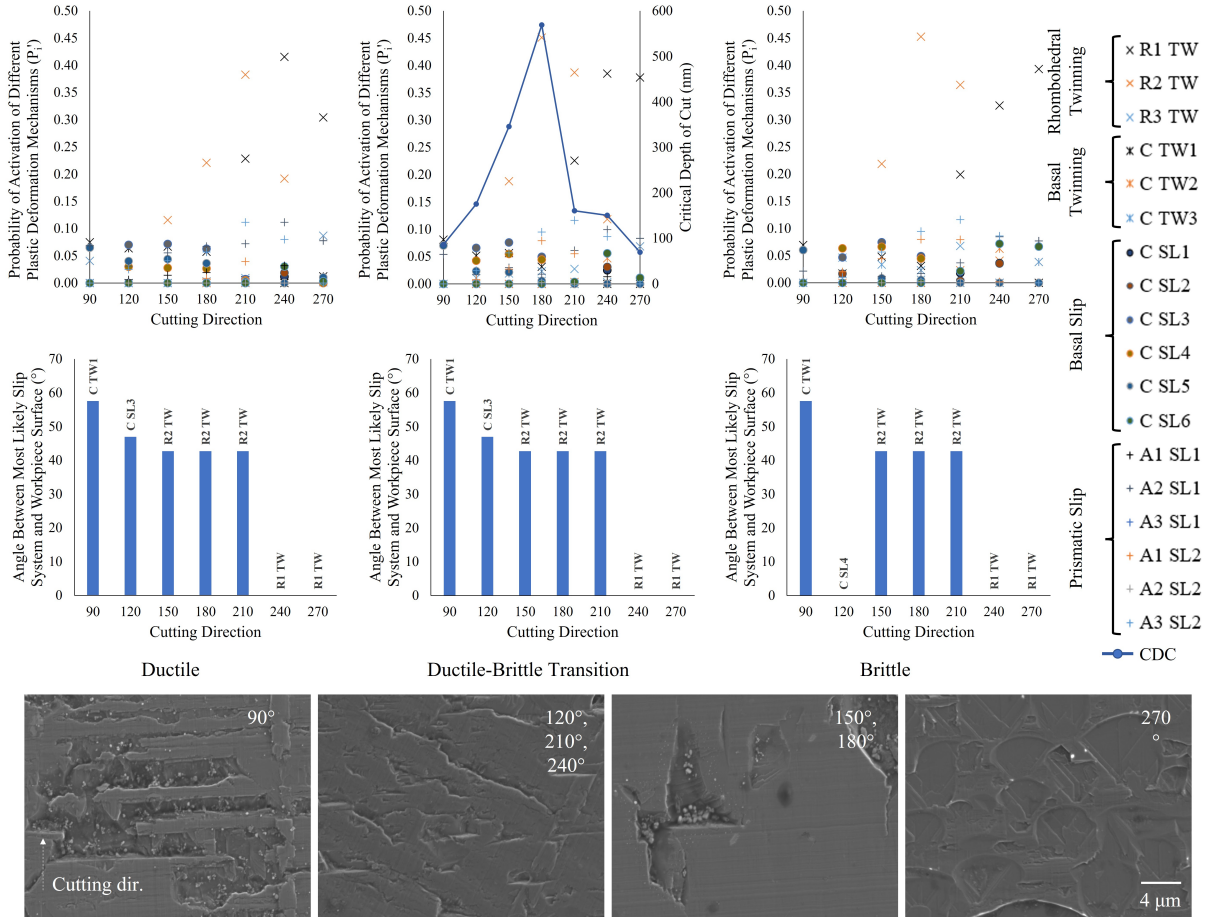 Probability of Activation of Different
Plastic Deformation Mechanisms (Pi')
0.50
0.45
0.40
0.35
0.30
0.25
0.20
0.15
0.10
0.05
0.00
90 120 150 180 210 240 270
Cutting Direction
Probability of Activation of Different
Plastic Deformation Mechanisms (Pi')
0.50
0.45
0.40
0.35
0.30
0.25
0.20
0.15
0.10
0.05
0.00
90 120 150 180 210 240 270
Cutting Direction
600
500
400
300
200
100
0
Critical Depth of Cut (nm)
Probability of Activation of Different
Plastic Deformation Mechanisms (Pi')
0.50
0.45
0.40
0.35
0.30
0.25
0.20
0.15
0.10
0.05
0.00
90 120 150 180 210 240 270
Cutting Direction
Rhombohedral
Twinning
R1 TW
R2 TW
R3 TW
Basal
Twinning
C TW1
C TW2
C TW3
Basal Slip
C SL1
C SL2
C SL3
C SL4
C SL5
C SL6
Prismatic Slip
A1 SL1
A2 SL1
A3 SL1
A1 SL2
A2 SL2
A3 SL2
CDC
Angle Between Most Likely Slip
System and Workpiece Surface (°)
70
60
50
40
30
20
10
0
C TW1
C SL3
R2 TW
R2 TW
R2 TW
R1 TW
R1 TW
90 120 150 180 210 240 270
Cutting Direction
Ductile
Angle Between Most Likely Slip
System and Workpiece Surface (°)
70
60
50
40
30
20
10
0
C TW1
C SL3
R2 TW
R2 TW
R2 TW
R1 TW
R1 TW
90 120 150 180 210 240 270
Cutting Direction
Ductile-Brittle Transition
Angle Between Most Likely Slip
System and Workpiece Surface (°)
70
60
50
40
30
20
10
0
C TW1
C SL4
R2 TW
R2 TW
R2 TW
R1 TW
R1 TW
90 120 150 180 210 240 270
Cutting Direction
Brittle
90°
Cutting dir.
120°,
210°,
240°
150°,
180°
270
°
4 μm